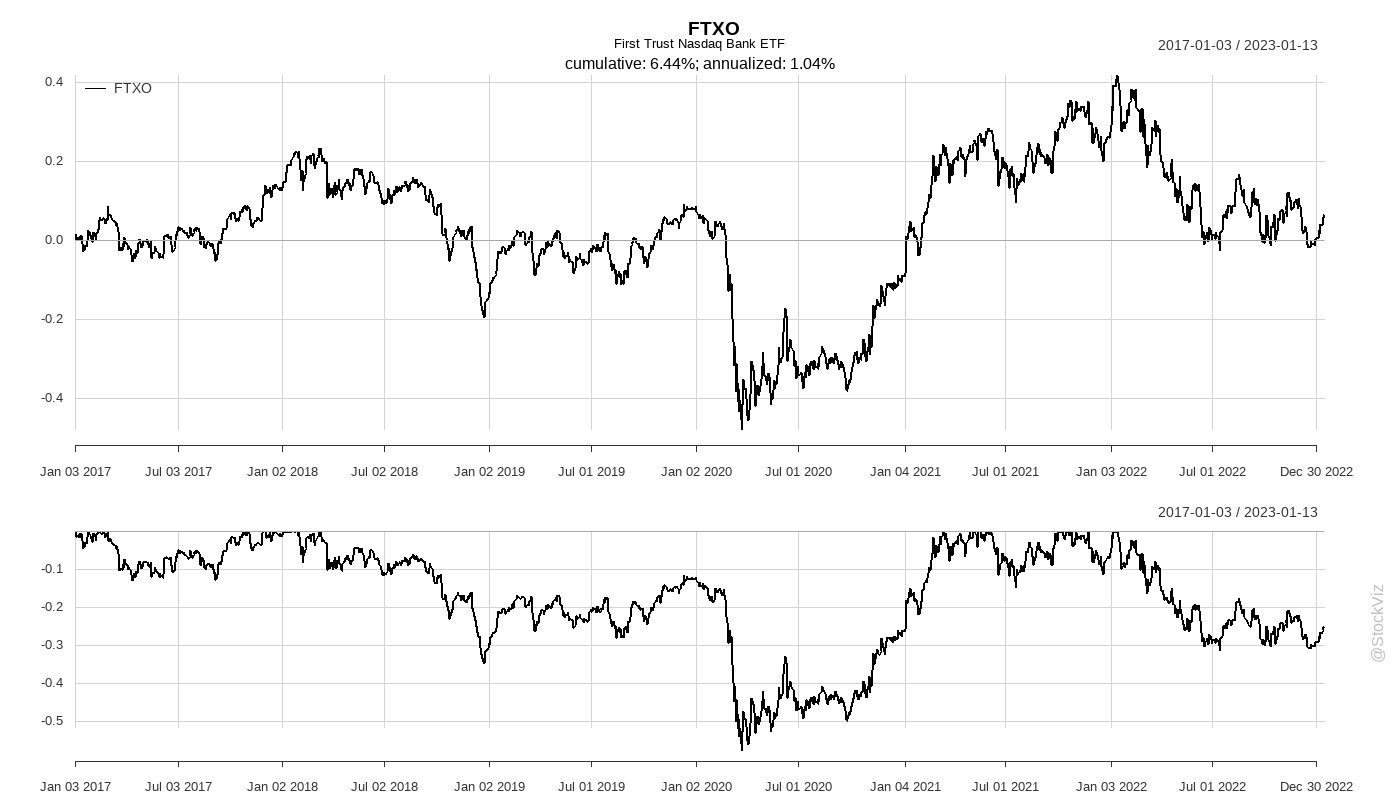 FTXO
First Trust Nasdaq Bank ETF
cumulative: 6.44%; annualized: 1.04%
2017-01-03 / 2023-01-13
FTXO
0.4
0.2
0.0
-0.2
-0.4
Jan 03 2017 Jul 03 2017 Jan 02 2018 Jul 02 2018 Jan 02 2019 Jul 01 2019 Jan 02 2020 Jul 01 2020 Jan 04 2021 Jul 01 2021 Jan 03 2022 Jul 01 2022 Dec 30 2022
2017-01-03 / 2023-01-13
-0.1
-0.2
-0.3
-0.4
-0.5
Jan 03 2017 Jul 03 2017 Jan 02 2018 Jul 02 2018 Jan 02 2019 Jul 01 2019 Jan 02 2020 Jul 01 2020 Jan 04 2021 Jul 01 2021 Jan 03 2022 Jul 01 2022 Dec 30 2022
@StockViz